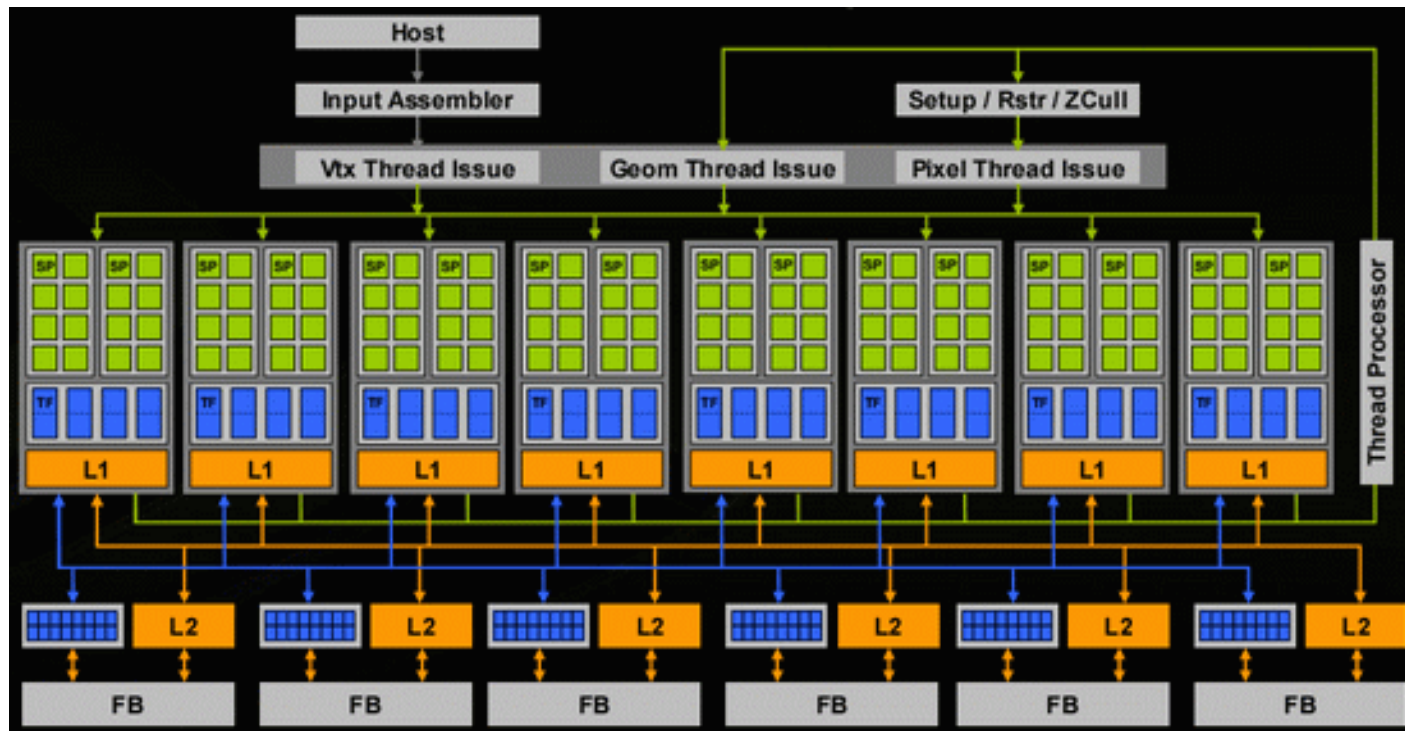 Host
Input Assembler
Setup / Rstr / ZCull
Vtx Thread Issue
Geom Thread Issue
Pixel Thread Issue
SP SP SP SP SP SP SP SP SP SP SP SP SP SP SP SP
Thread Processor
TF TF TF TF TF TF TF TF
L1 L1 L1 L1 L1 L1 L1 L1
L2 L2 L2 L2 L2 L2
FB FB FB FB FB FB